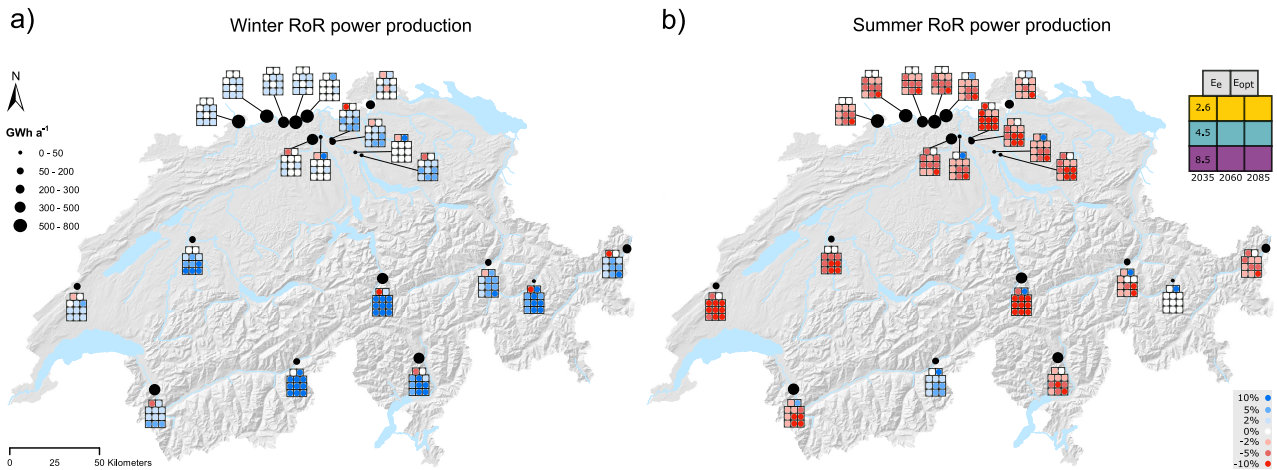 a)
Winter RoR power production
N
GWh a⁻¹
0 - 50
50 - 200
200 - 300
300 - 500
500 - 800
0 25 50 Kilometers
b)
Summer RoR power production
Ee Eopt
2.6
4.5
8.5
2035 2060 2085
10%
5%
2%
0%
-2%
-5%
-10%